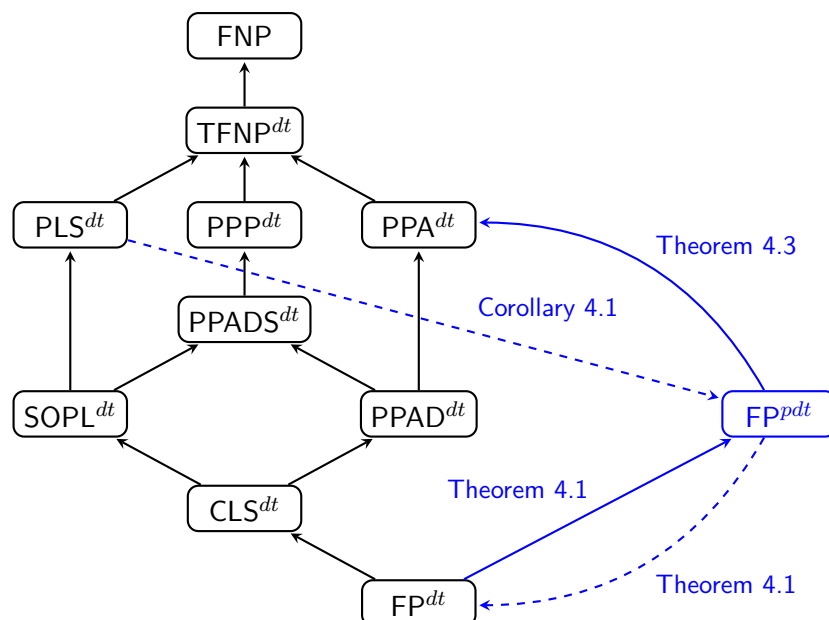 FNP
TFNP^{dt}
PLS^{dt} PPP^{dt} PPA^{dt}
Theorem 4.3
Corollary 4.1
PPADS^{dt}
SOPL^{dt} PPAD^{dt} FP^{pdt}
Theorem 4.1
CLS^{dt}
Theorem 4.1
FP^{dt}